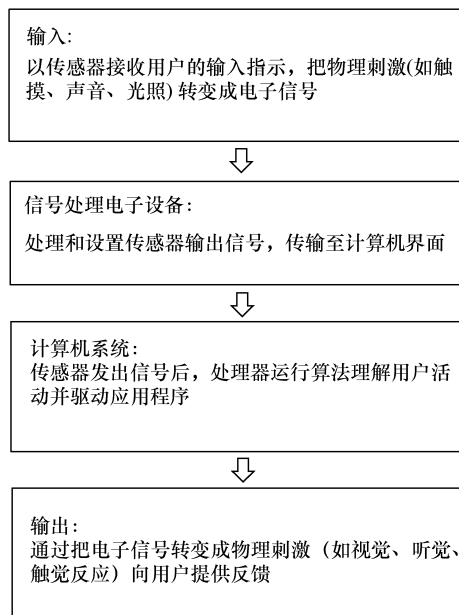 输入：
以传感器接收用户的输入指示，把物理刺激(如触
摸、声音、光照) 转变成电子信号
信号处理电子设备：
处理和设置传感器输出信号，传输至计算机界面
计算机系统：
传感器发出信号后，处理器运行算法理解用户活
动并驱动应用程序
输出：
通过把电子信号转变成物理刺激（如视觉、听觉、
触觉反应）向用户提供反馈